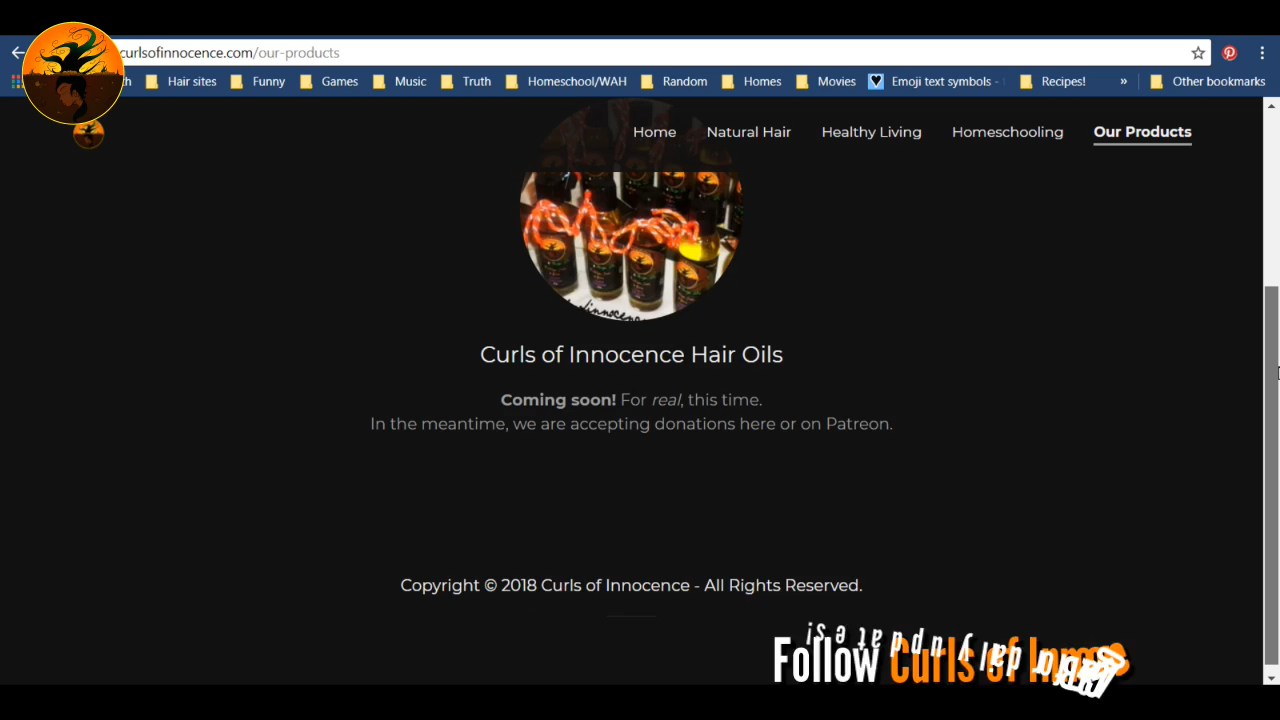 curlsofinnocence.com/our-products
Hair sites Funny Games Music Truth Homeschool/WAH Random Homes Movies Emoji text symbols - Recipes! » Other bookmarks
Home Natural Hair Healthy Living Homeschooling Our Products
Curls of Innocence Hair Oils
Coming soon! For real, this time.
In the meantime, we are accepting donations here or on Patreon.
Copyright © 2018 Curls of Innocence - All Rights Reserved.
Follow Curls of